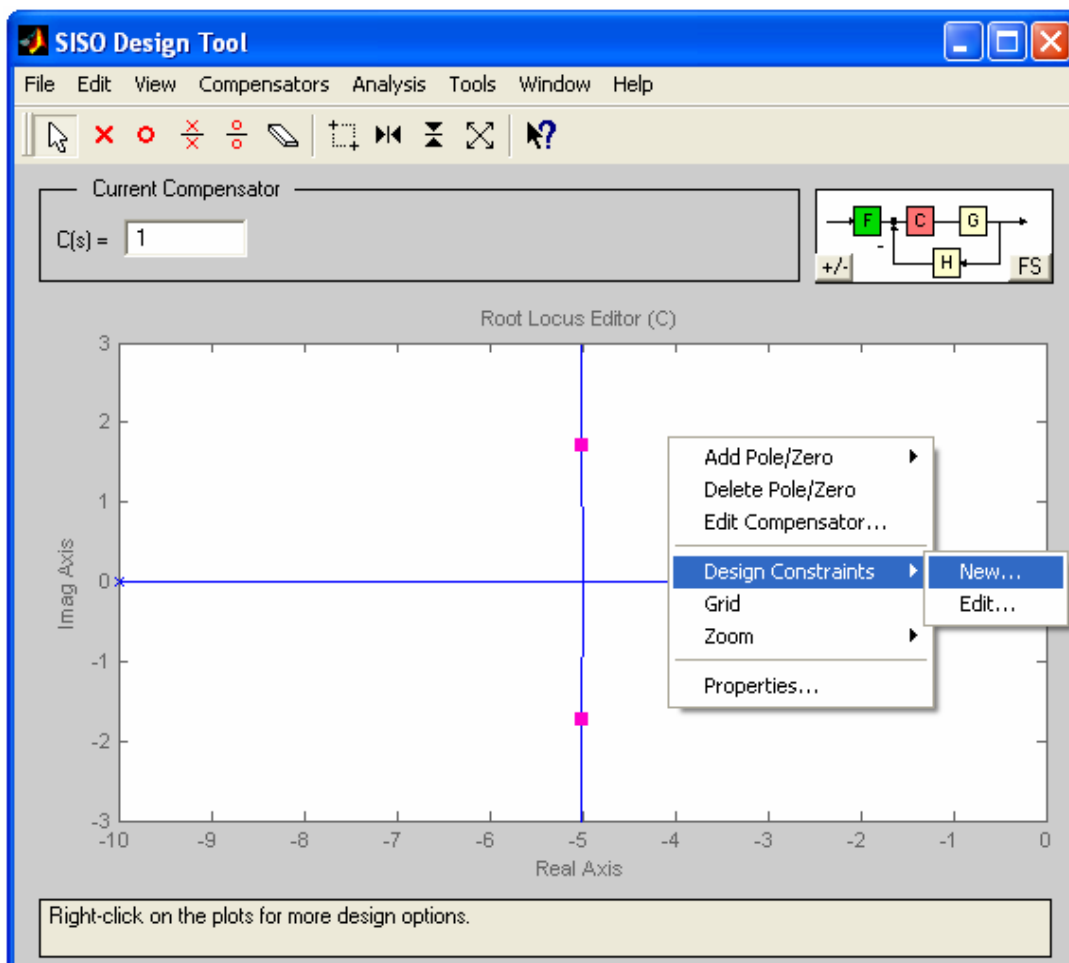 SISO Design Tool
File Edit View Compensators Analysis Tools Window Help
Current Compensator
C(s) = 1
F C G
-
+/- H FS
Root Locus Editor (C)
3
2
1
0
-1
-2
-3
Imag Axis
-10 -9 -8 -7 -6 -5 -4 -3 -2 -1 0
Real Axis
Add Pole/Zero
Delete Pole/Zero
Edit Compensator...
Design Constraints
Grid
Zoom
Properties...
New...
Edit...
Right-click on the plots for more design options.